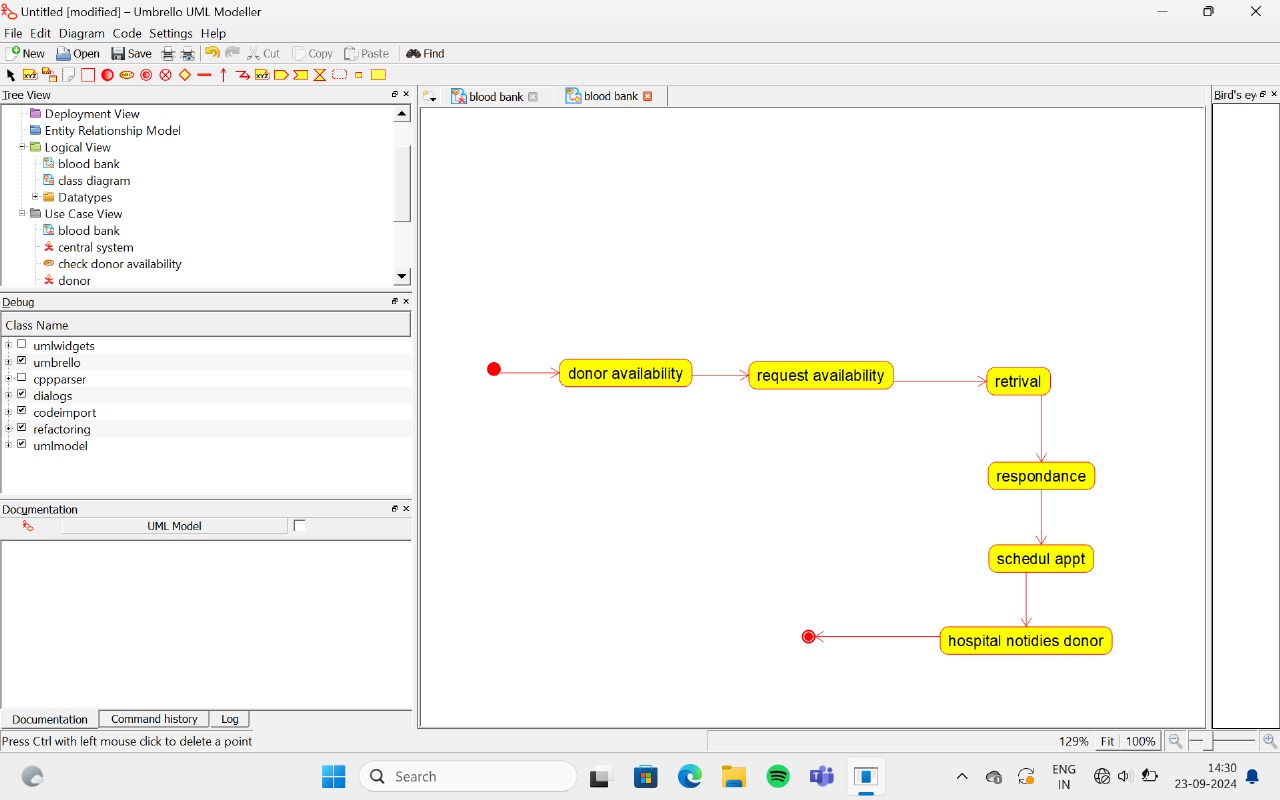 Untitled [modified] – Umbrello UML Modeller
File Edit Diagram Code Settings Help
New Open Save Cut Copy Paste Find
Tree View
Deployment View
Entity Relationship Model
Logical View
blood bank
class diagram
Datatypes
Use Case View
blood bank
central system
check donor availability
donor
Debug
Class Name
umlwidgets
umbrello
cppparser
dialogs
codeimport
refactoring
umlmodel
Documentation
UML Model
Documentation Command history Log
Press Ctrl with left mouse click to delete a point
blood bank blood bank
donor availability request availability retrival
respondance
schedul appt
hospital notidies donor
Bird's ey
129% Fit 100%
Search
ENG
IN
14:30
23-09-2024